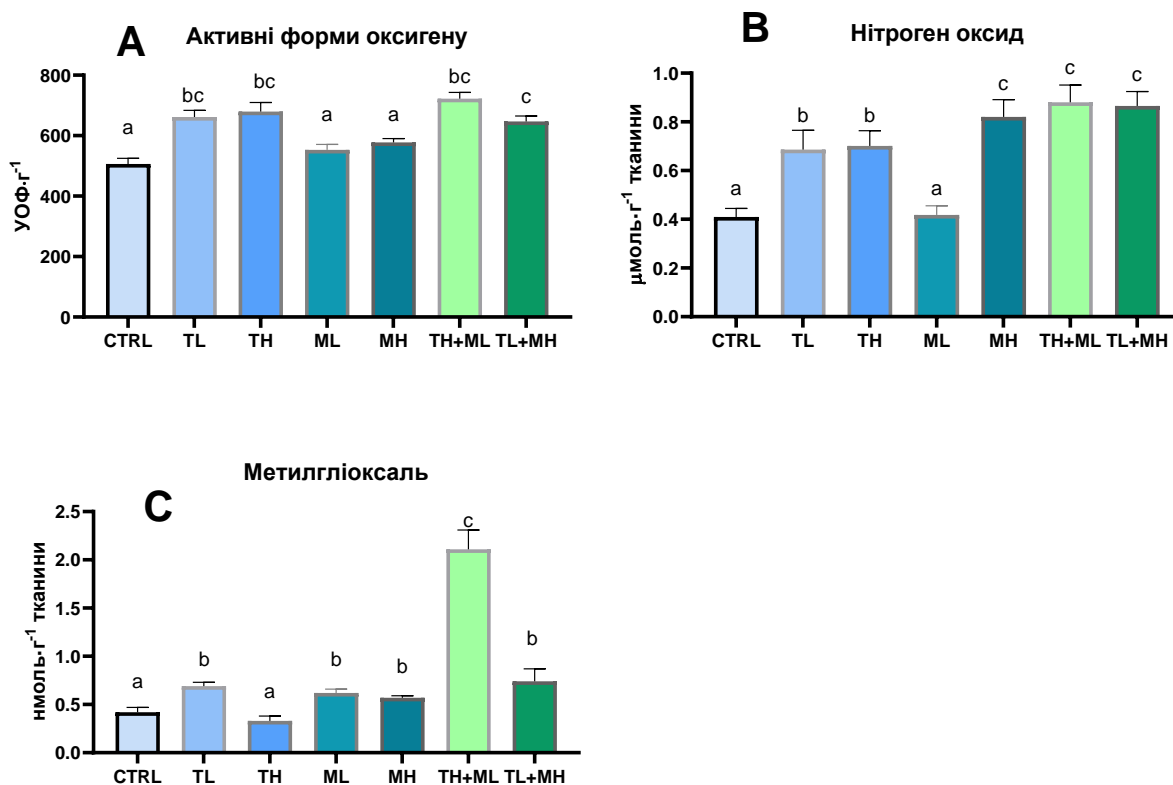 A
Активні форми оксигену
УОФ·г⁻¹
800
600
400
200
0
a
bc
bc
a
a
bc
c
CTRL TL TH ML MH TH+ML TL+MH
B
Нітроген оксид
µмоль·г⁻¹ тканини
1.0
0.8
0.6
0.4
0.2
0.0
a
b
b
a
c
c
c
CTRL TL TH ML MH TH+ML TL+MH
C
Метилгліоксаль
нмоль·г⁻¹ тканини
2.5
2.0
1.5
1.0
0.5
0.0
a
b
a
b
b
c
b
CTRL TL TH ML MH TH+ML TL+MH